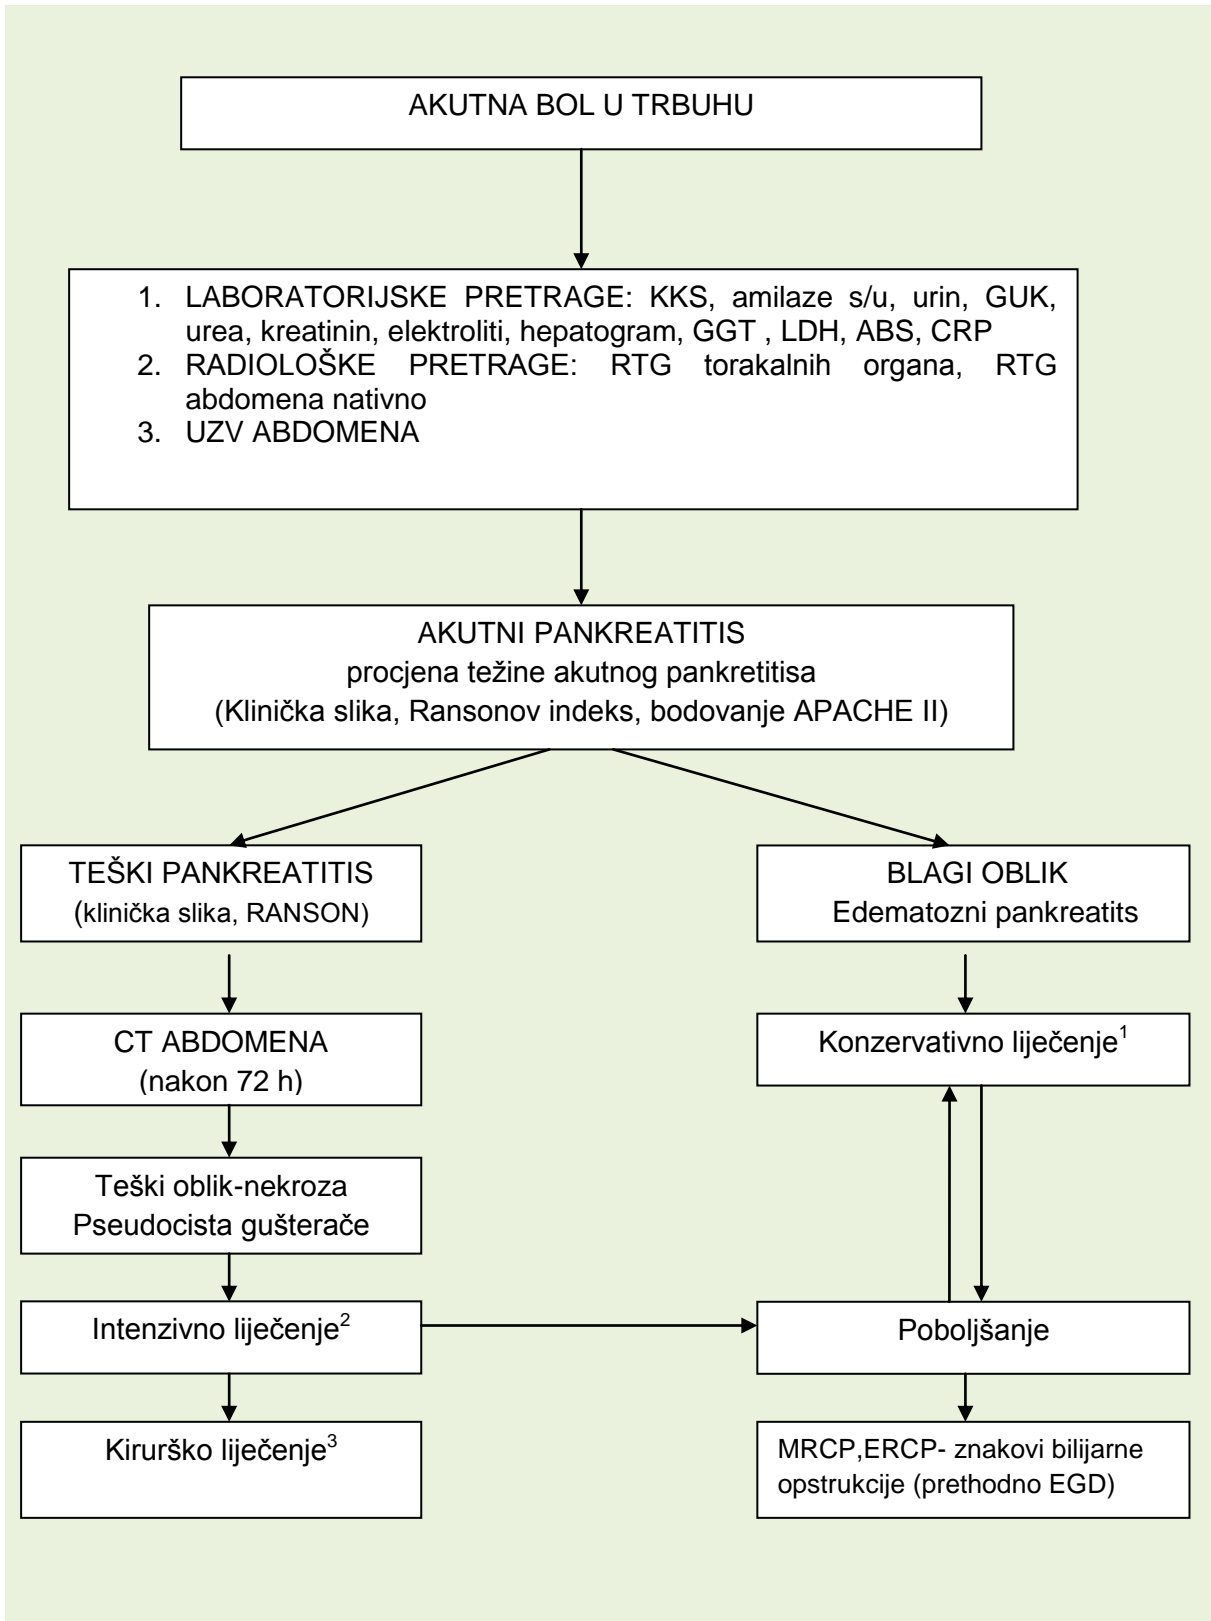 AKUTNA BOL U TRBUHU
1. LABORATORIJSKE PRETRAGE: KKS, amilaze s/u, urin, GUK,
urea, kreatinin, elektroliti, hepatogram, GGT , LDH, ABS, CRP
2. RADIOLOŠKE PRETRAGE: RTG torakalnih organa, RTG
abdomena nativno
3. UZV ABDOMENA
AKUTNI PANKREATITIS
procjena težine akutnog pankretitisa
(Klinička slika, Ransonov indeks, bodovanje APACHE II)
TEŠKI PANKREATITIS
(klinička slika, RANSON)
CT ABDOMENA
(nakon 72 h)
Teški oblik-nekroza
Pseudocista gušterače
Intenzivno liječenje²
Kirurško liječenje³
BLAGI OBLIK
Edematozni pankreatits
Konzervativno liječenje¹
Poboljšanje
MRCP,ERCP- znakovi bilijarne
opstrukcije (prethodno EGD)